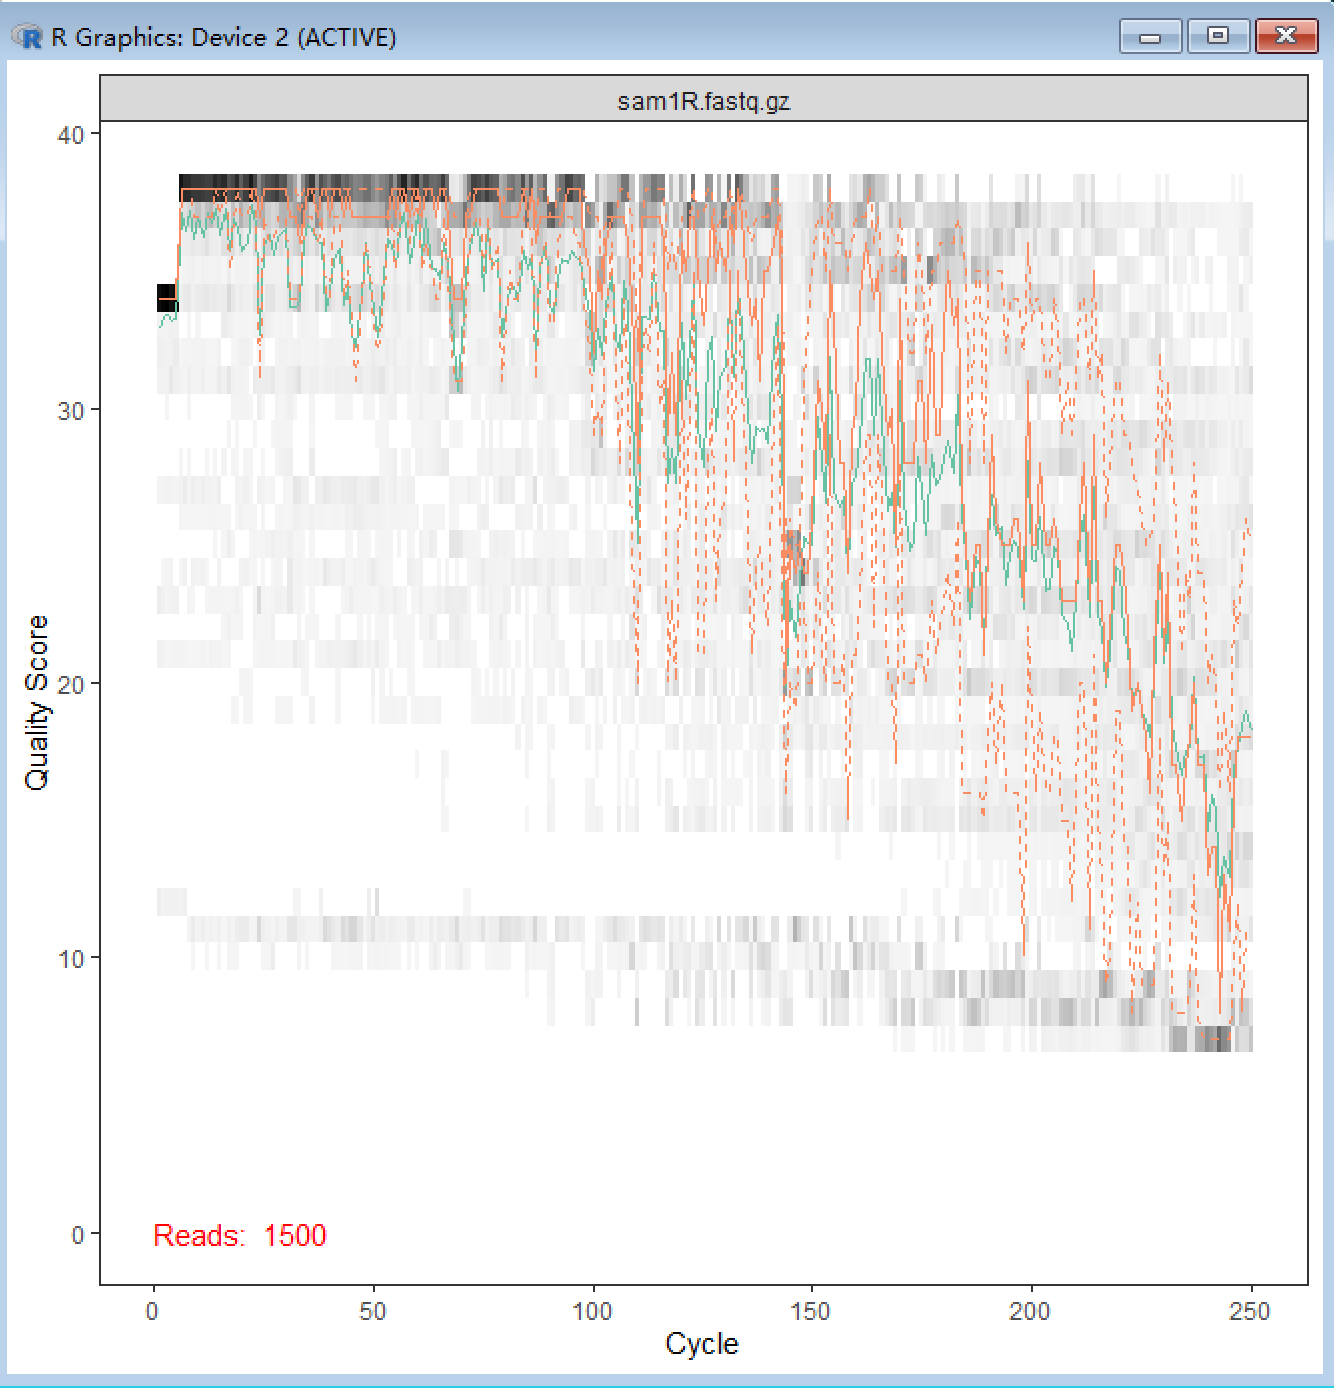 R Graphics: Device 2 (ACTIVE)
sam1R.fastq.gz
40
30
20
10
0
Quality Score
Reads: 1500
0 50 100 150 200 250
Cycle